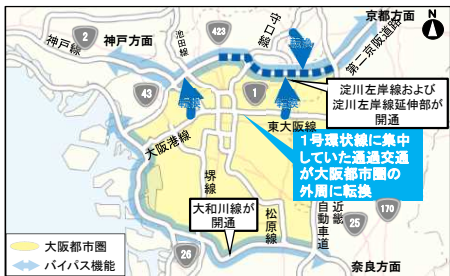 京都方面
N
2
神戸方面
神戸線
池田線
423
守口線
転換
第二京阪道路
43
転換
1
転換
淀川左岸線および
淀川左岸線延伸部が
開通
東大阪線
大阪港線
1号環状線に集中
していた通過交通
が大阪都市圏の
外周に転換
堺線
松原線
大和川線が
開通
近畿
自動車道
170
25
26
大阪都市圏
バイパス機能
奈良方面